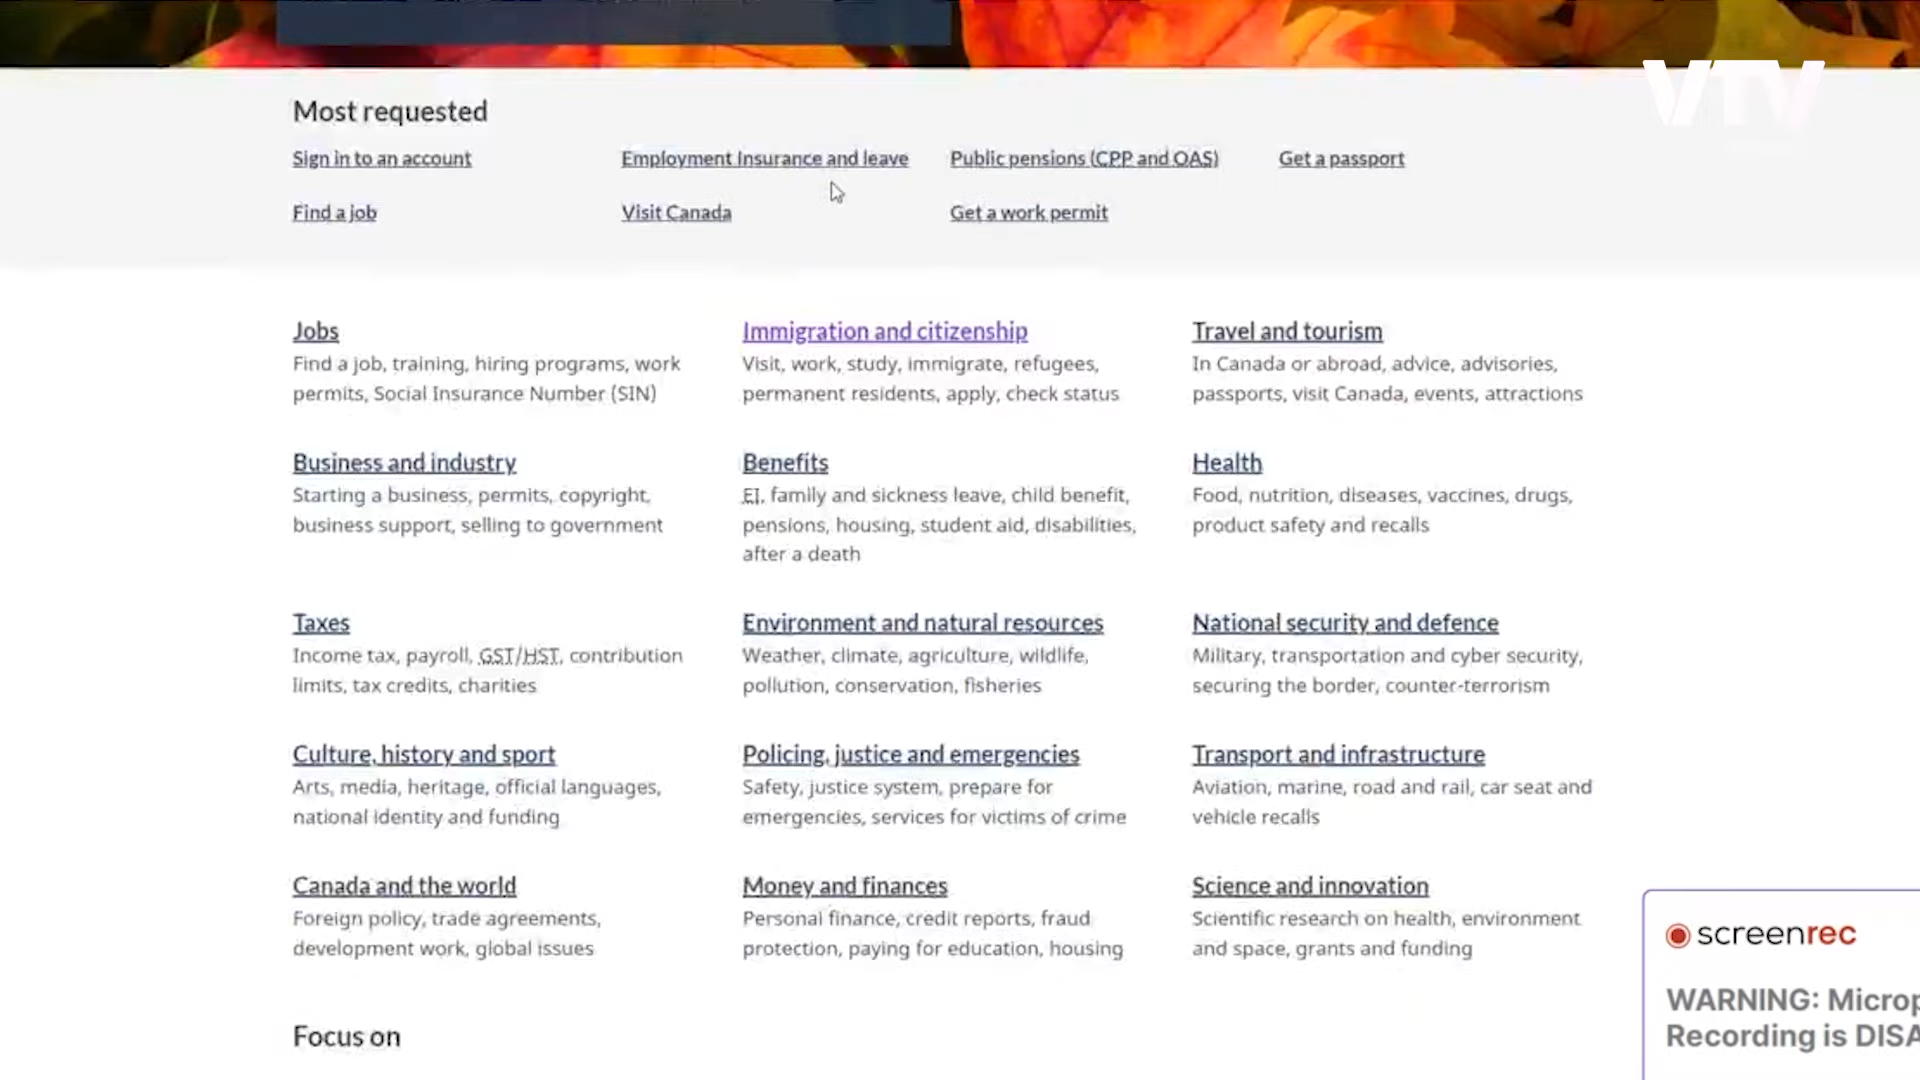 VTV
Most requested
Sign in to an account
Employment Insurance and leave
Public pensions (CPP and OAS)
Get a passport
Find a job
Visit Canada
Get a work permit
Jobs
Find a job, training, hiring programs, work
permits, Social Insurance Number (SIN)
Immigration and citizenship
Visit, work, study, immigrate, refugees,
permanent residents, apply, check status
Travel and tourism
In Canada or abroad, advice, advisories,
passports, visit Canada, events, attractions
Business and industry
Starting a business, permits, copyright,
business support, selling to government
Benefits
EI, family and sickness leave, child benefit,
pensions, housing, student aid, disabilities,
after a death
Health
Food, nutrition, diseases, vaccines, drugs,
product safety and recalls
Taxes
Income tax, payroll, GST/HST, contribution
limits, tax credits, charities
Environment and natural resources
Weather, climate, agriculture, wildlife,
pollution, conservation, fisheries
National security and defence
Military, transportation and cyber security,
securing the border, counter-terrorism
Culture, history and sport
Arts, media, heritage, official languages,
national identity and funding
Policing, justice and emergencies
Safety, justice system, prepare for
emergencies, services for victims of crime
Transport and infrastructure
Aviation, marine, road and rail, car seat and
vehicle recalls
Canada and the world
Foreign policy, trade agreements,
development work, global issues
Money and finances
Personal finance, credit reports, fraud
protection, paying for education, housing
Science and innovation
Scientific research on health, environment
and space, grants and funding
Focus on
screenrec
WARNING: Microp
Recording is DISA